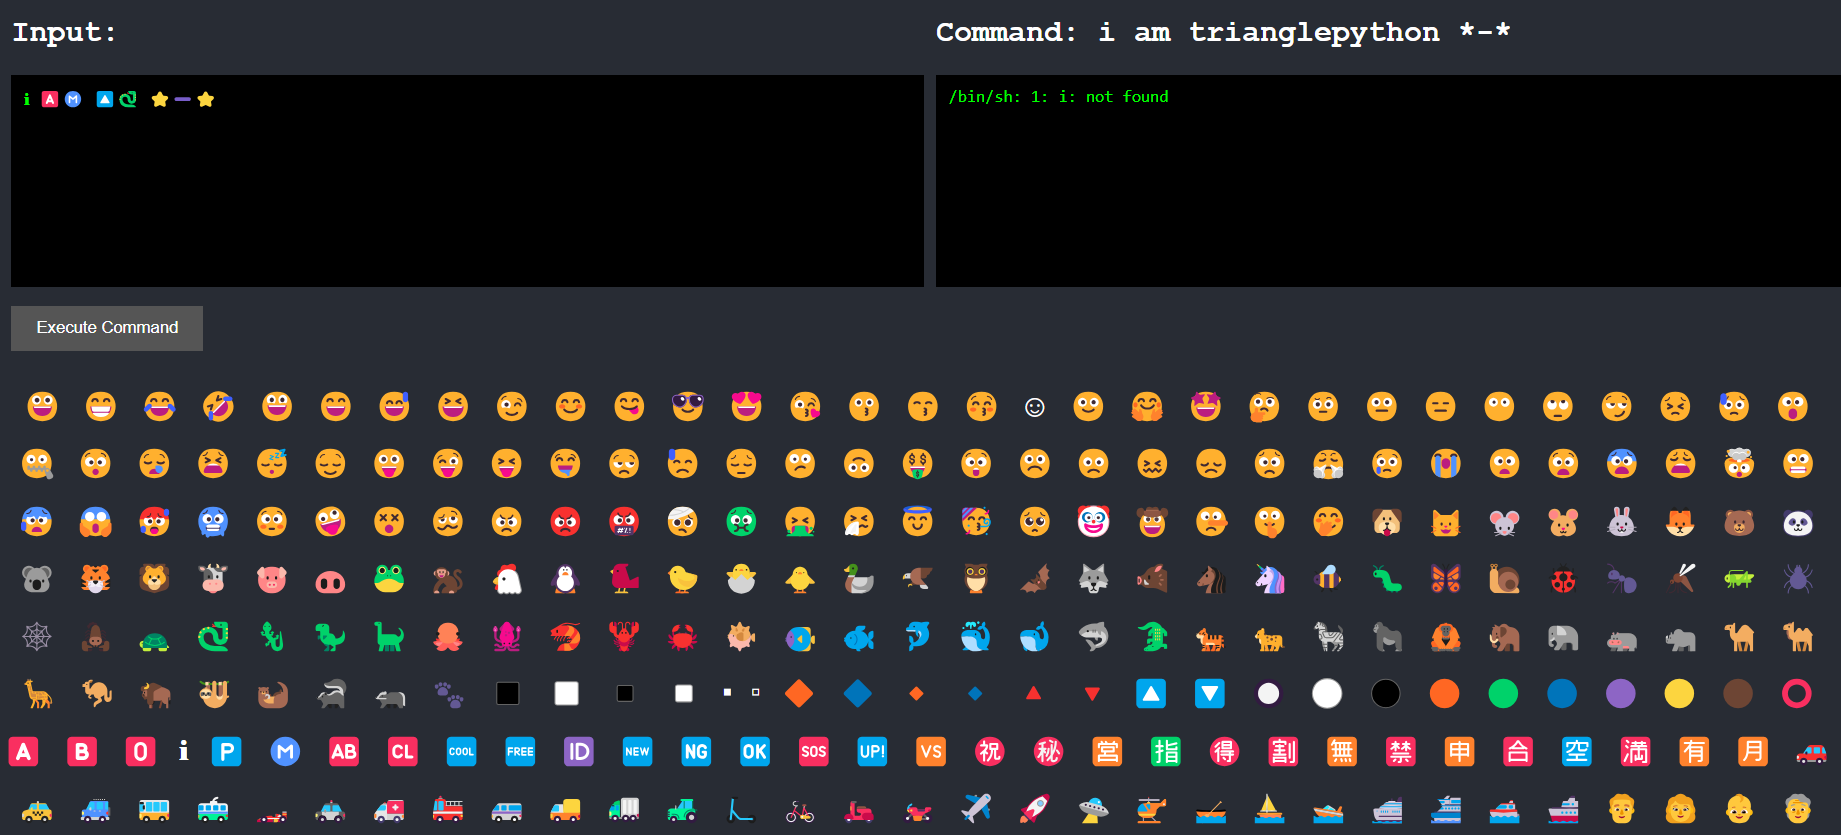 Input:
Command: i am trianglepython *-*
ℹ 🅰Ⓜ 🔼🐍 ⭐➖⭐
/bin/sh: 1: i: not found
Execute Command
A B O i P M AB CL COOL FREE ID NEW NG OK SOS UP! VS 祝 秘 営 指 得 割 無 禁 申 合 空 満 有 月